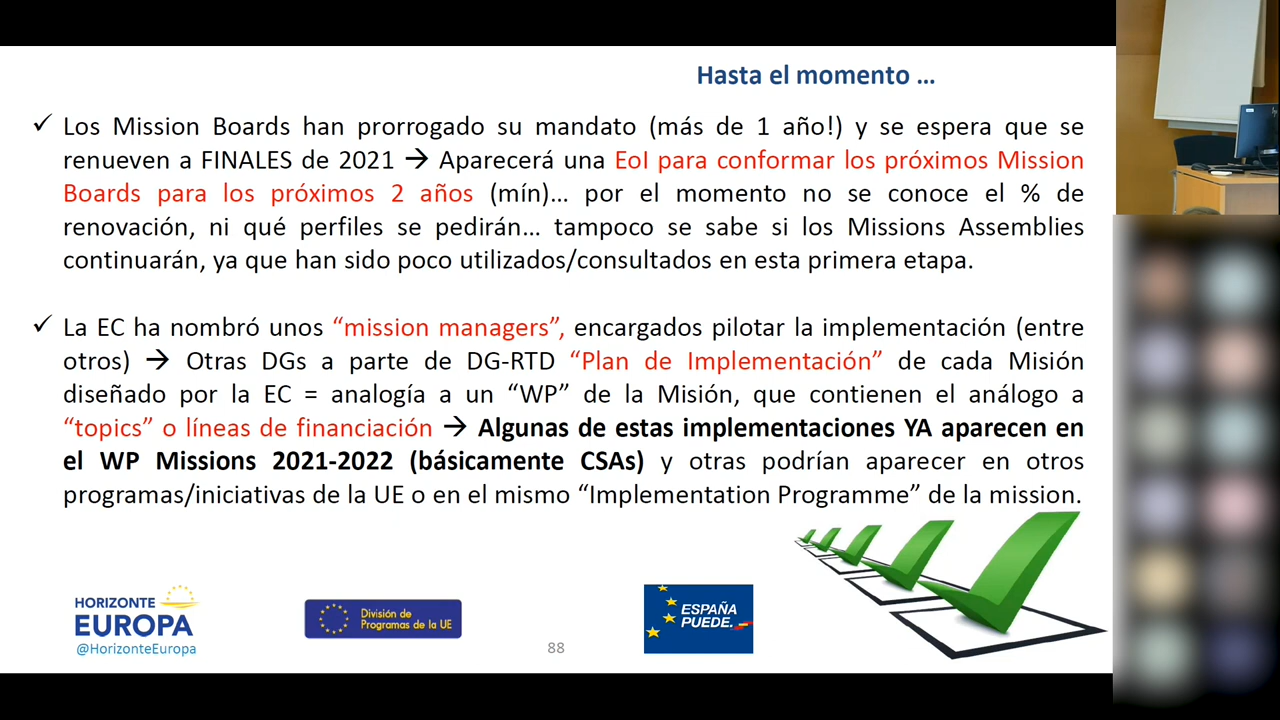 Hasta el momento ...
✓ Los Mission Boards han prorrogado su mandato (más de 1 año!) y se espera que se
renueven a FINALES de 2021 → Aparecerá una EoI para conformar los próximos Mission
Boards para los próximos 2 años (mín)... por el momento no se conoce el % de
renovación, ni qué perfiles se pedirán... tampoco se sabe si los Missions Assemblies
continuarán, ya que han sido poco utilizados/consultados en esta primera etapa.
✓ La EC ha nombró unos “mission managers”, encargados pilotar la implementación (entre
otros) → Otras DGs a parte de DG-RTD “Plan de Implementación” de cada Misión
diseñado por la EC = analogía a un “WP” de la Misión, que contienen el análogo a
“topics” o líneas de financiación → Algunas de estas implementaciones YA aparecen en
el WP Missions 2021-2022 (básicamente CSAs) y otras podrían aparecer en otros
programas/iniciativas de la UE o en el mismo “Implementation Programme” de la mission.
HORIZONTE
EUROPA
@HorizonteEuropa
División de
Programas de la UE
88
ESPAÑA
PUEDE.